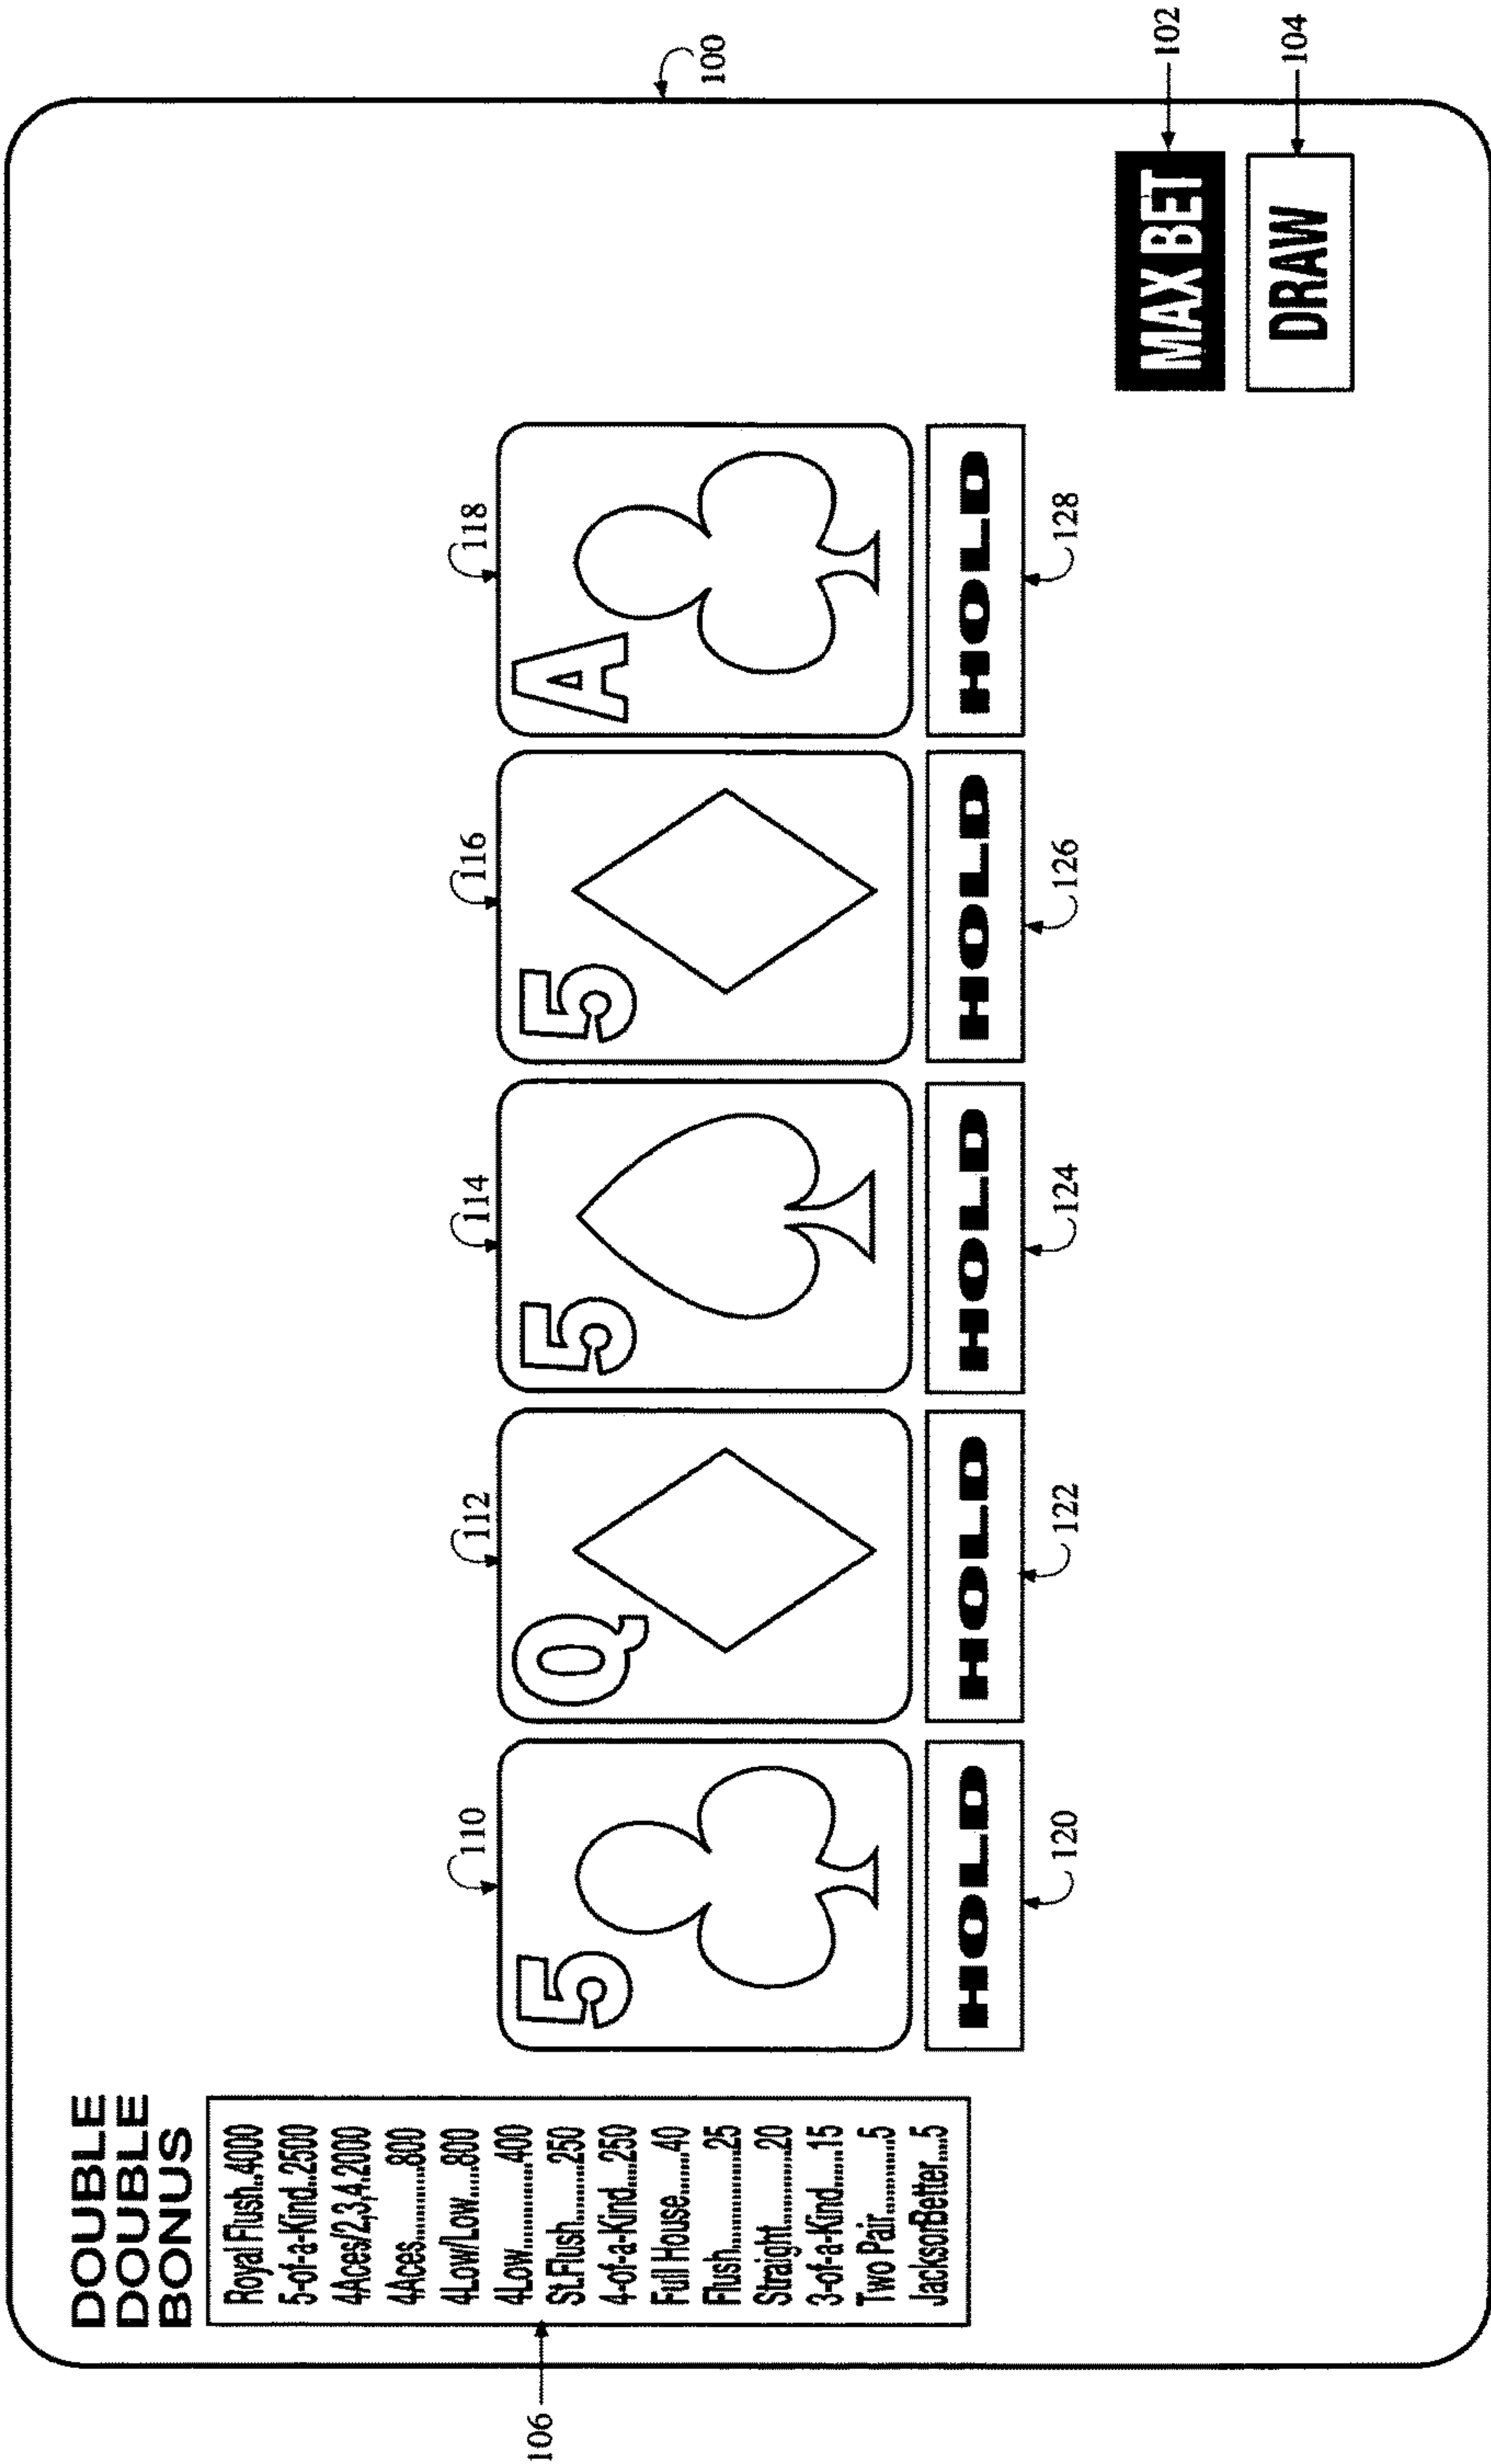 DOUBLE
DOUBLE
BONUS
Royal Flush..4000
5-of-a-Kind..2500
4Aces/2,3,4.2000
4Aces..........800
4Low/Low.....800
4Low..............400
St.Flush........250
4-of-a-Kind...250
Full House......40
Flush..............25
Straight..........20
3-of-a-Kind....15
Two Pair..........5
JacksorBetter...5
106
100
110
112
114
116
118
5
Q
5
5
A
HOLD
HOLD
HOLD
HOLD
HOLD
120
122
124
126
128
MAX BET
102
DRAW
104